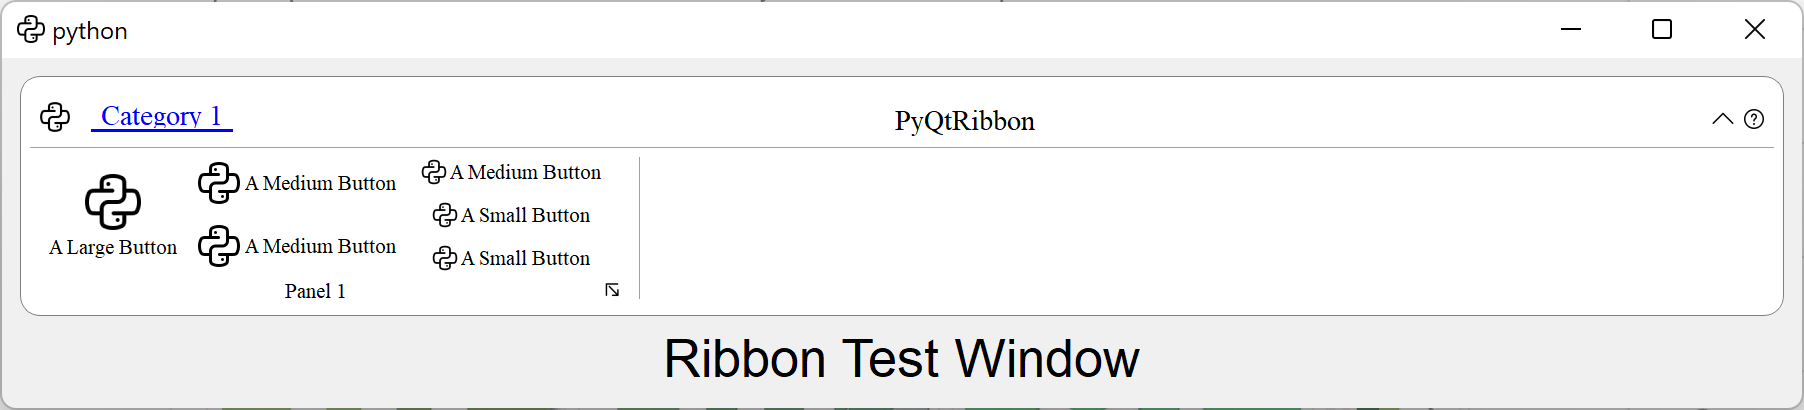 python
Category 1
PyQtRibbon
A Large Button
A Medium Button
A Medium Button
A Medium Button
A Small Button
A Small Button
Panel 1
Ribbon Test Window